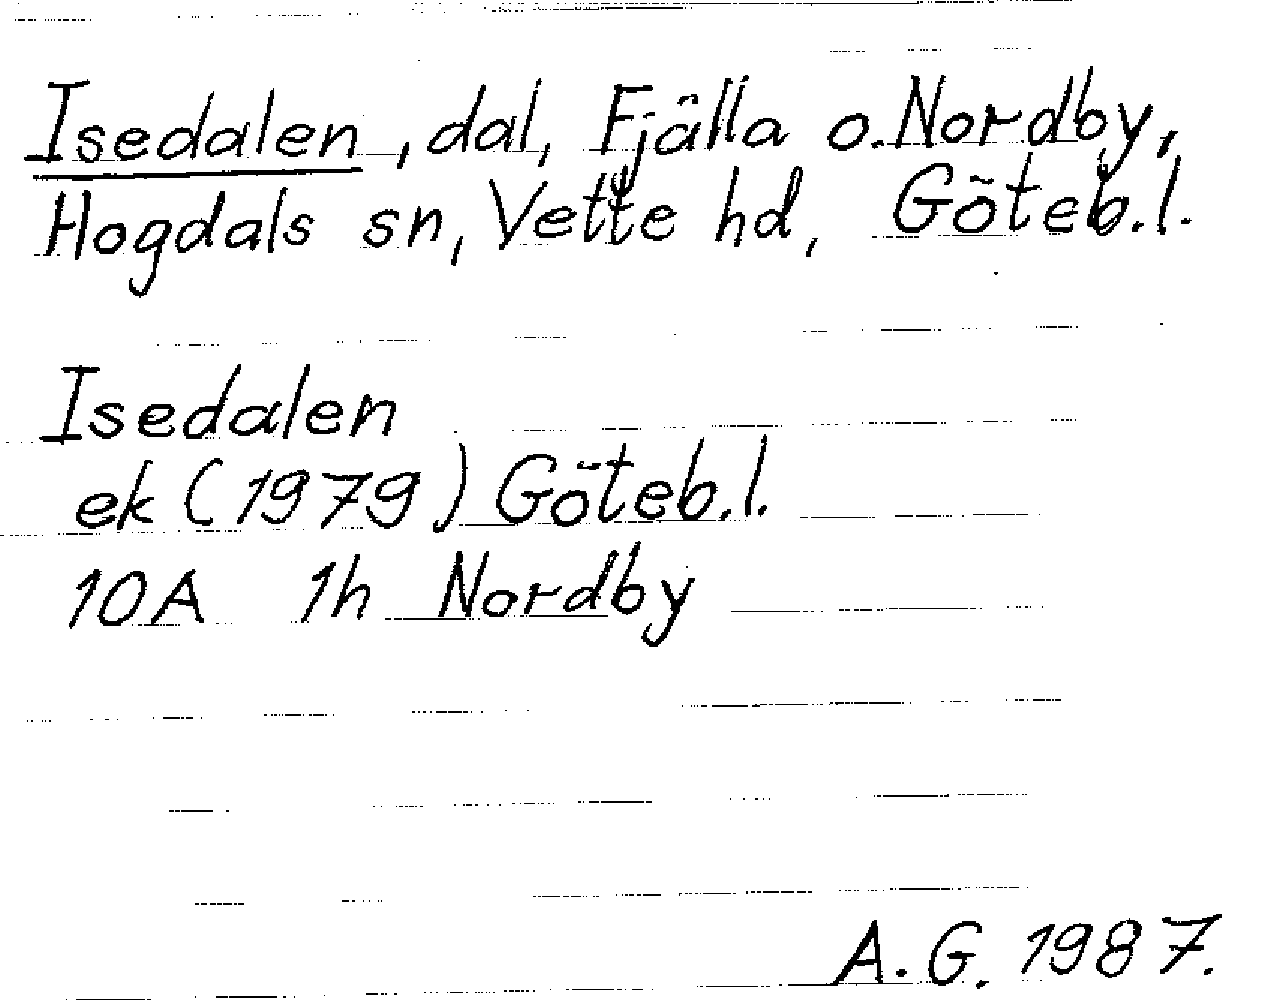 Isedalen, dal, Fjälla o. Nordby,
Hogdals sn, Vette hd, Göteb.l.
Isedalen
ek (1979) Göteb.l.
10A 1h Nordby
A.G. 1987.